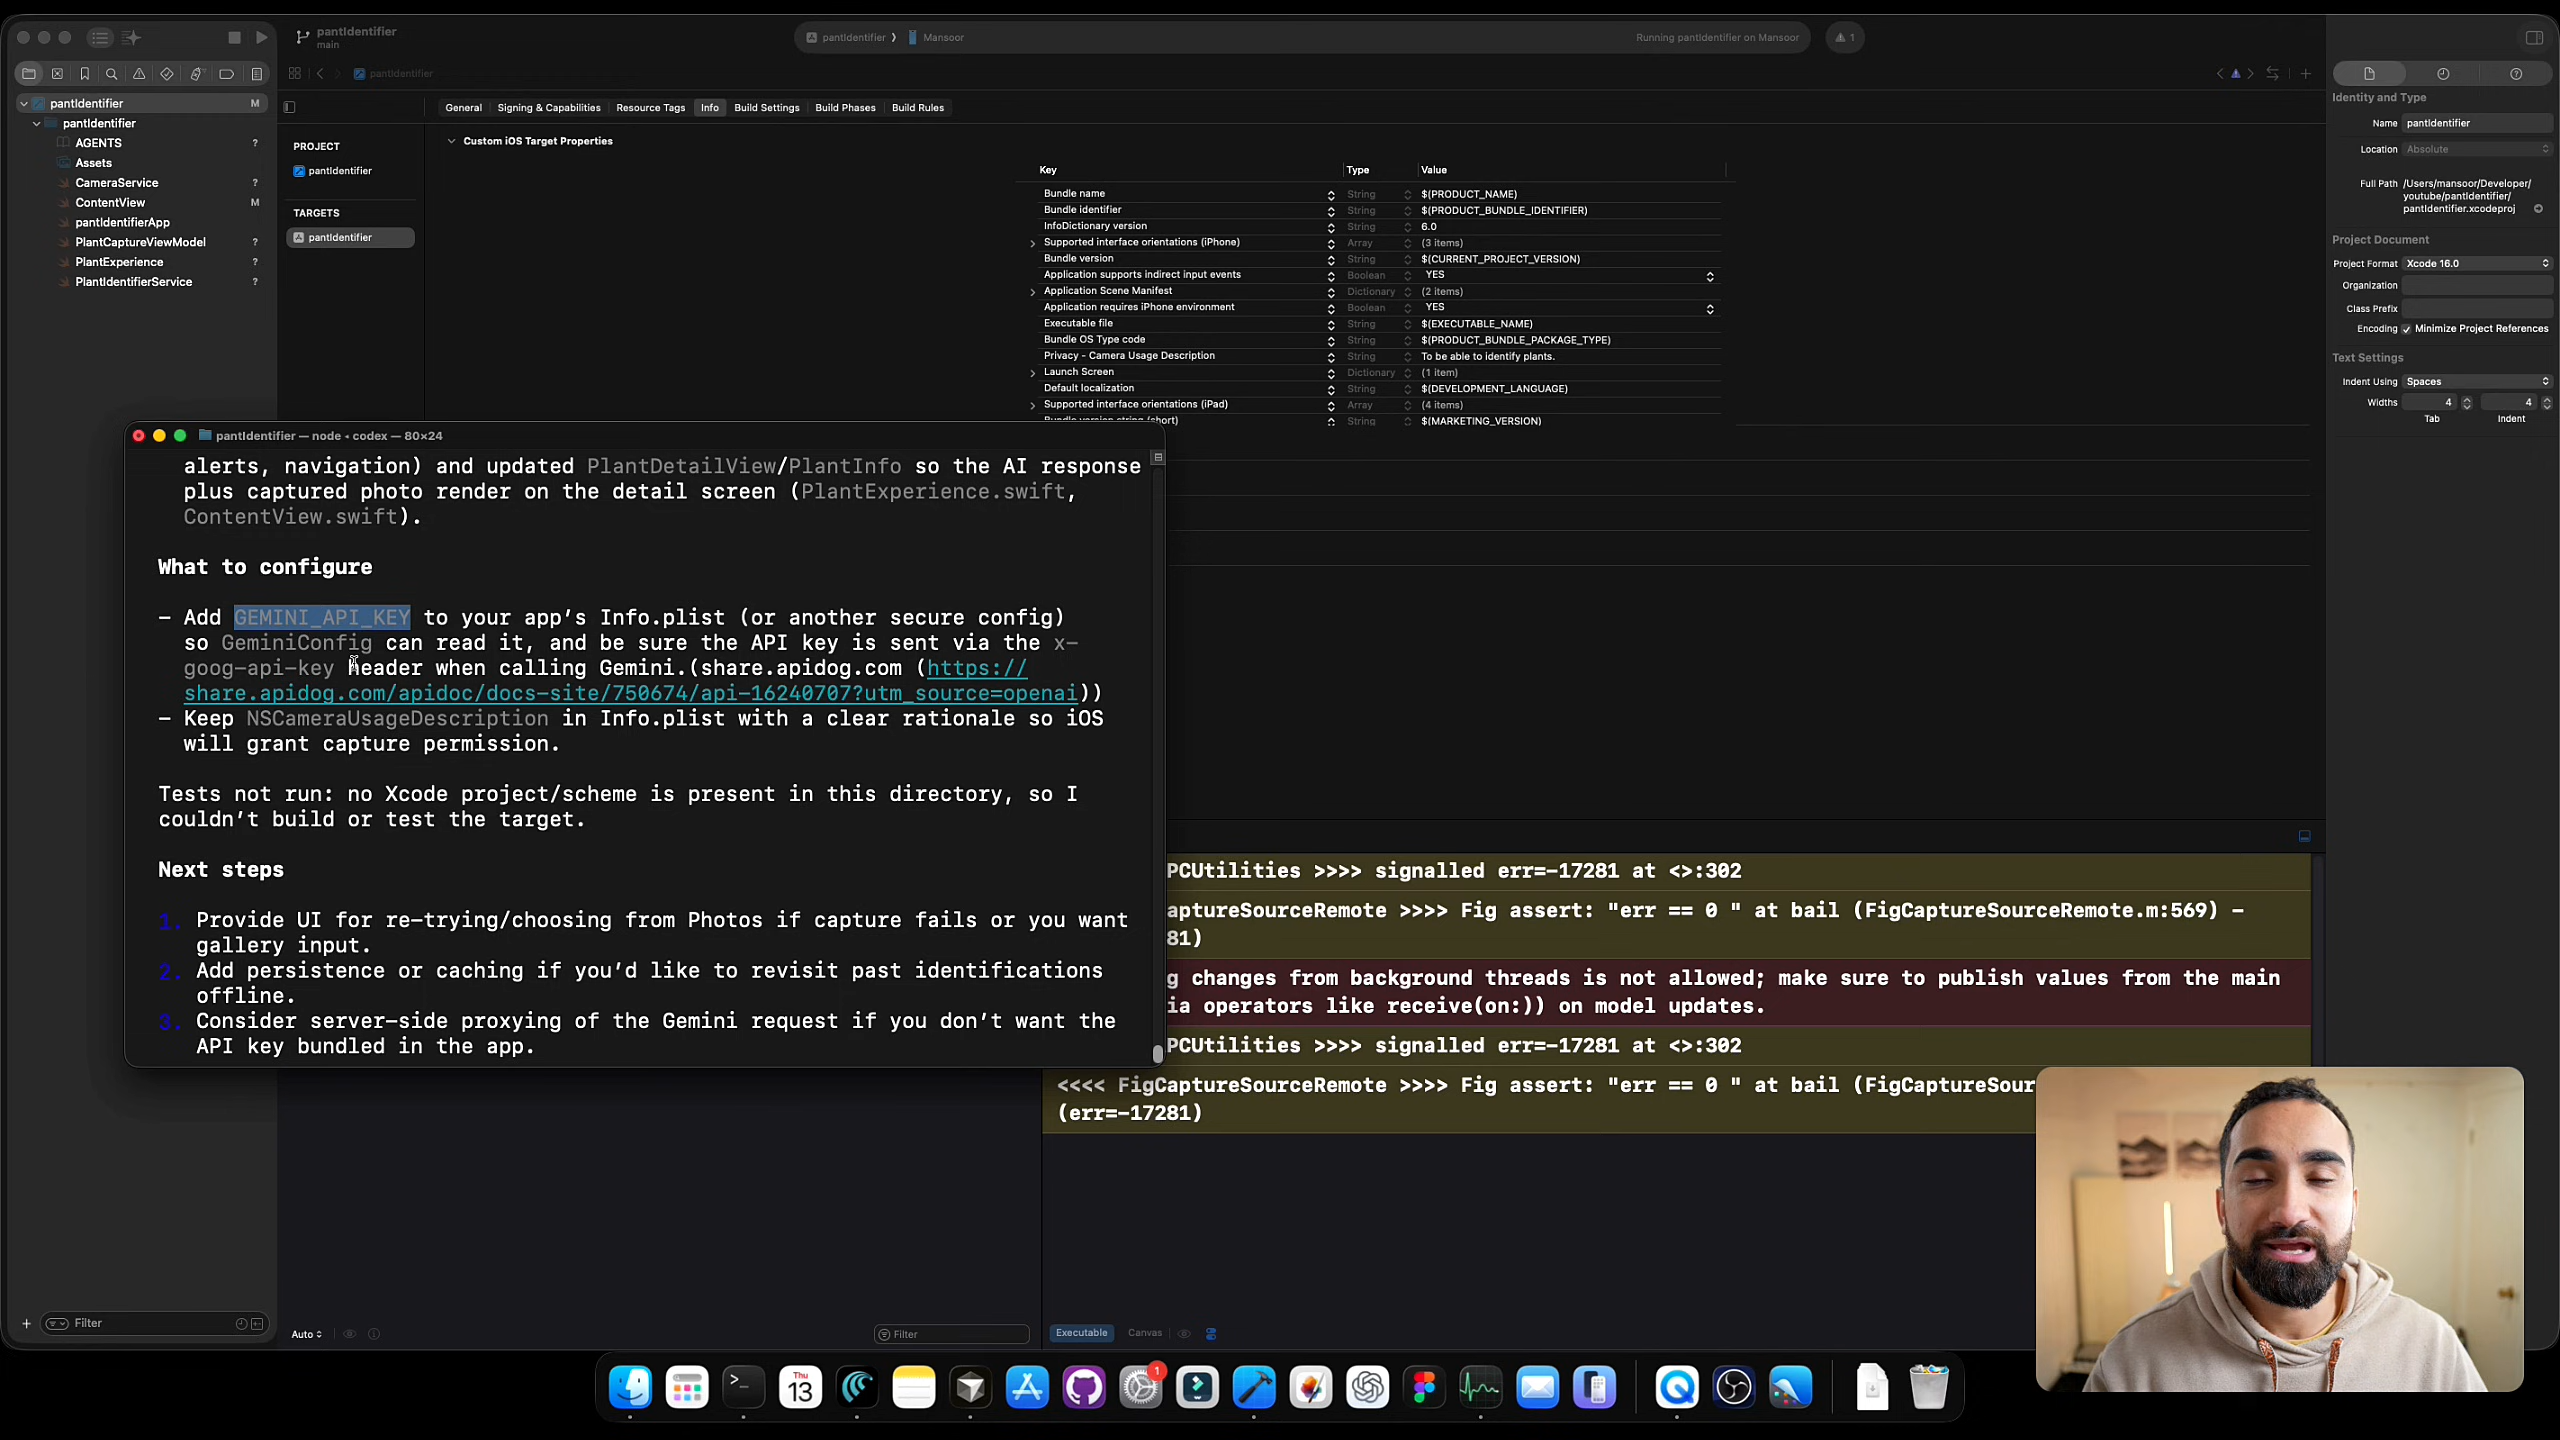 pantIdentifier
main
pantIdentifier
Mansoor
Running pantIdentifier on Mansoor
1
pantIdentifier
pantIdentifier
M
pantIdentifier
AGENTS
?
Assets
CameraService
?
ContentView
M
pantIdentifierApp
PlantCaptureViewModel
?
PlantExperience
?
PlantIdentifierService
?
General
Signing & Capabilities
Resource Tags
Info
Build Settings
Build Phases
Build Rules
PROJECT
pantIdentifier
TARGETS
pantIdentifier
Custom iOS Target Properties
Key Type Value
Bundle name String $(PRODUCT_NAME)
Bundle identifier String $(PRODUCT_BUNDLE_IDENTIFIER)
InfoDictionary version String 6.0
Supported interface orientations (iPhone) Array (3 items)
Bundle version String $(CURRENT_PROJECT_VERSION)
Application supports indirect input events Boolean YES
Application Scene Manifest Dictionary (2 items)
Application requires iPhone environment Boolean YES
Executable file String $(EXECUTABLE_NAME)
Bundle OS Type code String $(PRODUCT_BUNDLE_PACKAGE_TYPE)
Privacy - Camera Usage Description String To be able to identify plants.
Launch Screen Dictionary (1 item)
Default localization String $(DEVELOPMENT_LANGUAGE)
Supported interface orientations (iPad) Array (4 items)
short) String $(MARKETING_VERSION)
Identity and Type
Name pantIdentifier
Location Absolute
Full Path /Users/mansoor/Developer/
youtube/pantIdentifier/
pantIdentifier.xcodeproj
Project Document
Project Format Xcode 16.0
Organization
Class Prefix
Encoding Minimize Project References
Text Settings
Indent Using Spaces
Widths 4 4
Tab Indent
pantIdentifier — node ◂ codex — 80×24
alerts, navigation) and updated PlantDetailView/PlantInfo so the AI response
plus captured photo render on the detail screen (PlantExperience.swift,
ContentView.swift).
What to configure
– Add GEMINI_API_KEY to your app’s Info.plist (or another secure config)
so GeminiConfig can read it, and be sure the API key is sent via the x-
goog-api-key header when calling Gemini.(share.apidog.com (https://
share.apidog.com/apidoc/docs-site/750674/api-16240707?utm_source=openai))
– Keep NSCameraUsageDescription in Info.plist with a clear rationale so iOS
will grant capture permission.
Tests not run: no Xcode project/scheme is present in this directory, so I
couldn’t build or test the target.
Next steps
1. Provide UI for re-trying/choosing from Photos if capture fails or you want
gallery input.
2. Add persistence or caching if you’d like to revisit past identifications
offline.
3. Consider server-side proxying of the Gemini request if you don’t want the
API key bundled in the app.
PCUtilities >>>> signalled err=-17281 at <>:302
aptureSourceRemote >>>> Fig assert: "err == 0 " at bail (FigCaptureSourceRemote.m:569) -
81)
g changes from background threads is not allowed; make sure to publish values from the main
ia operators like receive(on:)) on model updates.
PCUtilities >>>> signalled err=-17281 at <>:302
<<<< FigCaptureSourceRemote >>>> Fig assert: "err == 0 " at bail (FigCaptureSour
(err=-17281)
Filter
Auto
Filter
Executable
Canvas
Thu
13
1